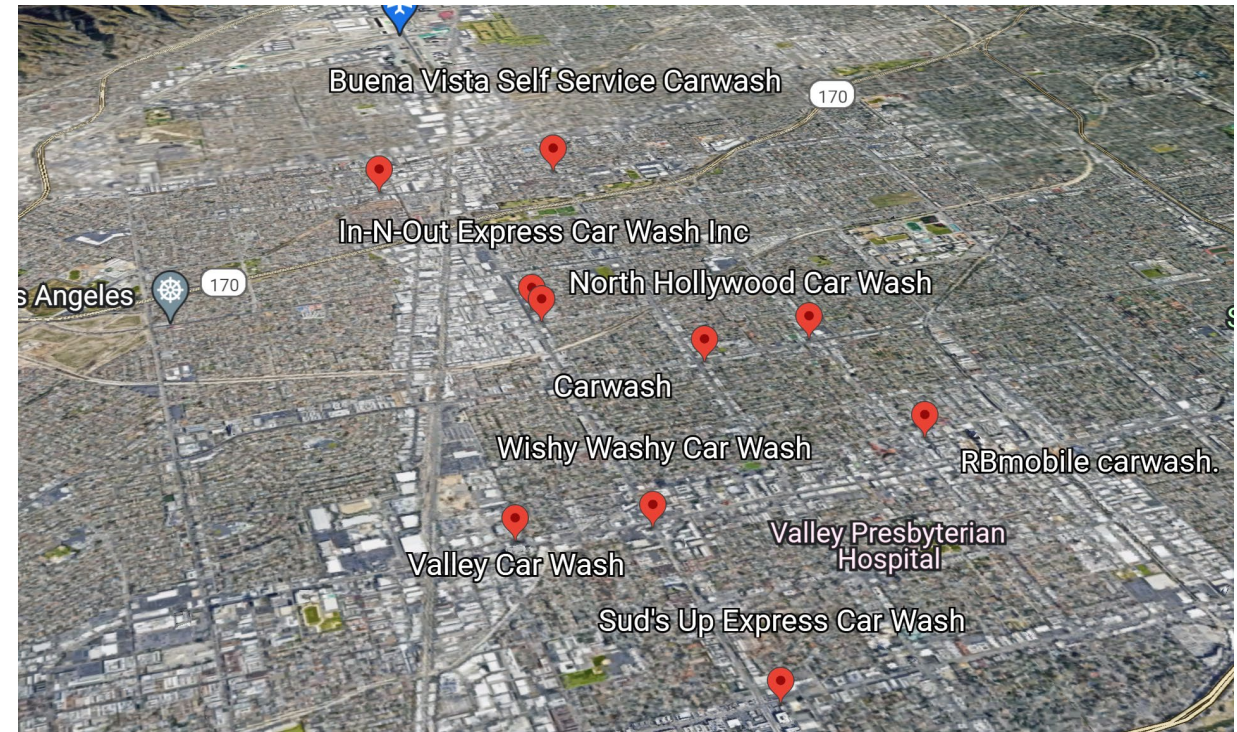 Buena Vista Self Service Carwash
170
In-N-Out Express Car Wash Inc
170
s Angeles
North Hollywood Car Wash
Carwash
Wishy Washy Car Wash
RBmobile carwash.
Valley Presbyterian
Hospital
Valley Car Wash
Sud's Up Express Car Wash